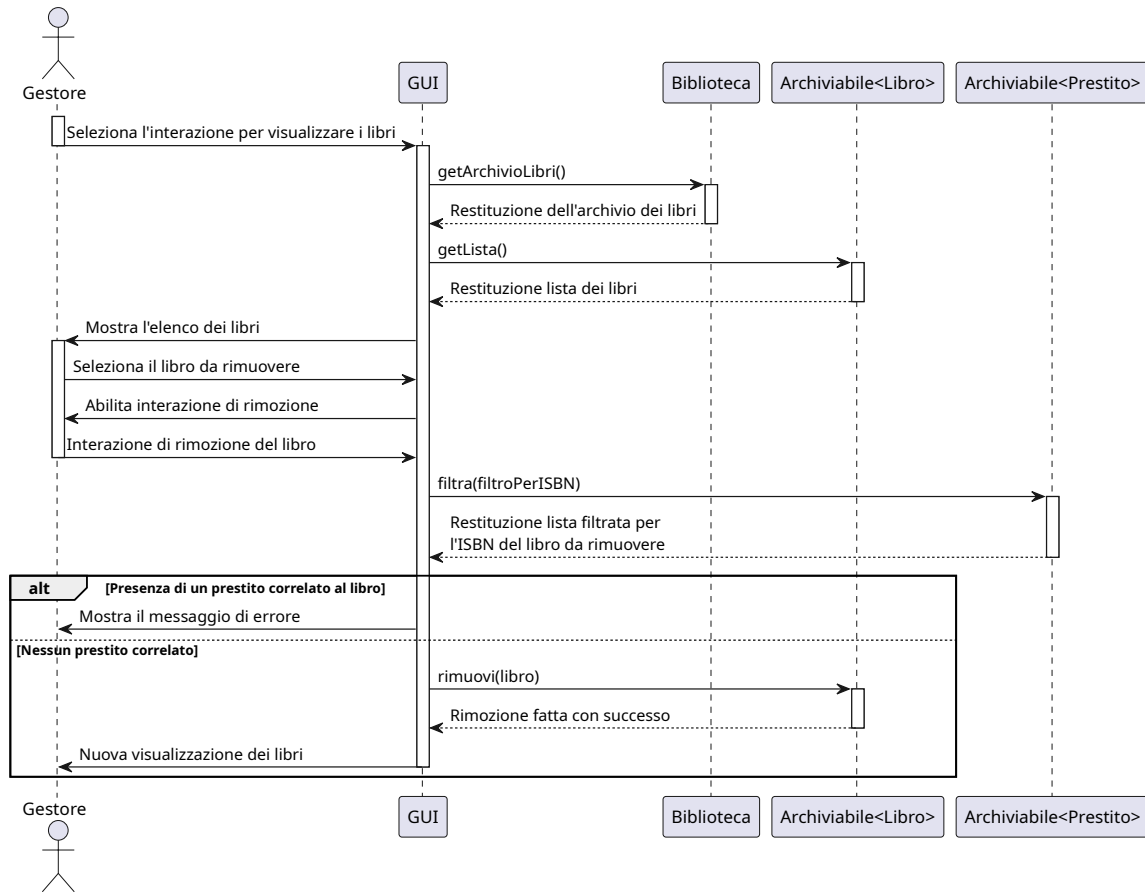 Gestore
GUI
Biblioteca
Archiviabile<Libro>
Archiviabile<Prestito>
Seleziona l'interazione per visualizzare i libri
getArchivioLibri()
Restituzione dell'archivio dei libri
getLista()
Restituzione lista dei libri
Mostra l'elenco dei libri
Seleziona il libro da rimuovere
Abilita interazione di rimozione
Interazione di rimozione del libro
filtra(filtroPerISBN)
Restituzione lista filtrata per
l'ISBN del libro da rimuovere
alt [Presenza di un prestito correlato al libro]
Mostra il messaggio di errore
[Nessun prestito correlato]
rimuovi(libro)
Rimozione fatta con successo
Nuova visualizzazione dei libri
Gestore
GUI
Biblioteca
Archiviabile<Libro>
Archiviabile<Prestito>